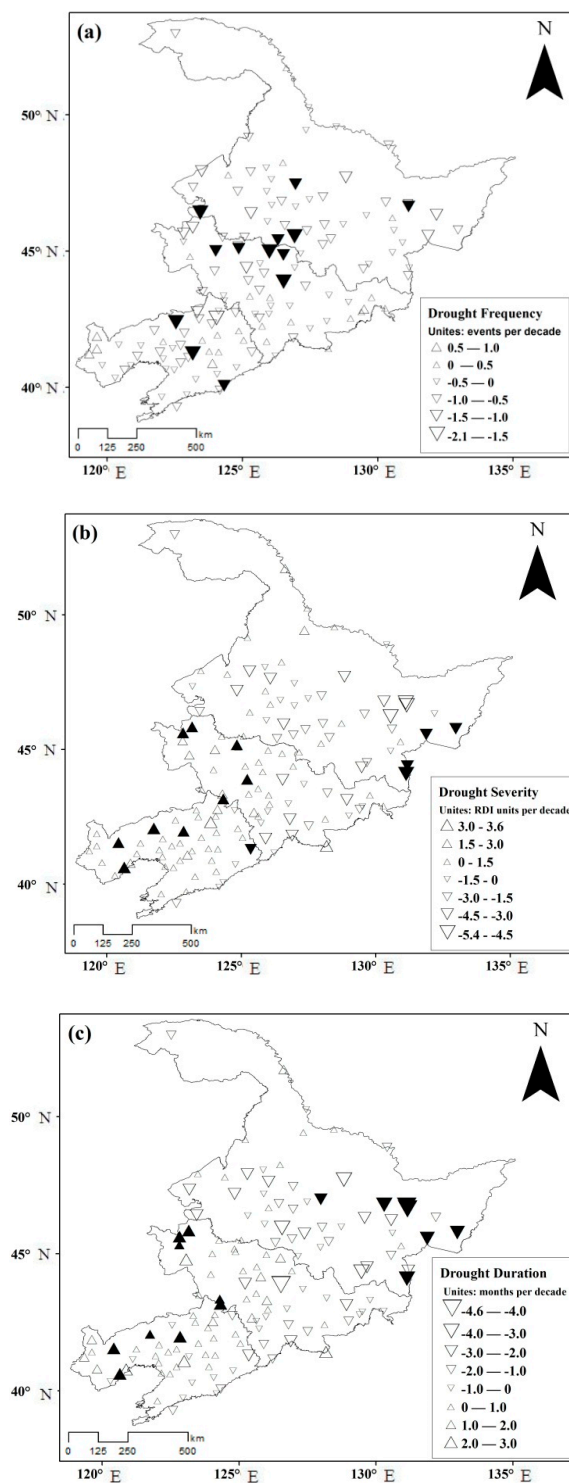 (a)
N
50° N
45° N
40° N
Drought Frequency
Unites: events per decade
0.5 — 1.0
0 — 0.5
-0.5 — 0
-1.0 — -0.5
-1.5 — -1.0
-2.1 — -1.5
km
0 125 250 500
120° E 125° E 130° E 135° E
(b)
N
50° N
45° N
40° N
Drought Severity
Unites: RDI units per decade
3.0 - 3.6
1.5 - 3.0
0 - 1.5
-1.5 - 0
-3.0 - -1.5
-4.5 - -3.0
-5.4 - -4.5
km
0 125 250 500
120° E 125° E 130° E 135° E
(c)
N
50° N
45° N
40° N
Drought Duration
Unites: months per decade
-4.6 — -4.0
-4.0 — -3.0
-3.0 — -2.0
-2.0 — -1.0
-1.0 — 0
0 — 1.0
1.0 — 2.0
2.0 — 3.0
km
0 125 250 500
120° E 125° E 130° E 135° E